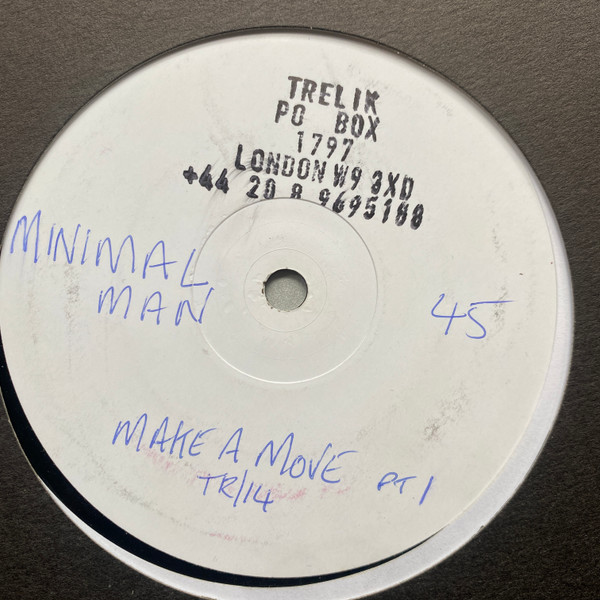 TRELIK
PO BOX
1797
LONDON W9 3XD
+44 20 8 9695188
MINIMAL
MAN
45
MAKE A MOVE PT 1
TR/14